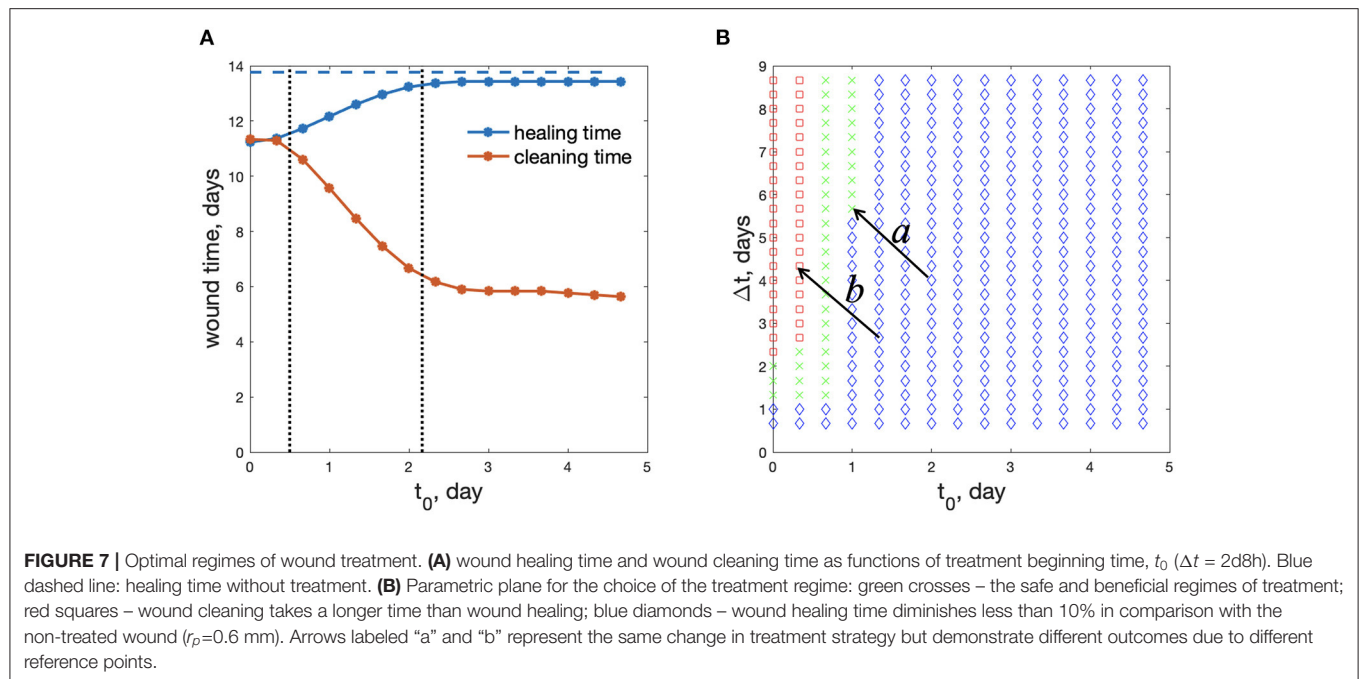 A
14
12
10
8
6
4
2
0
wound time, days
healing time
cleaning time
0 1 2 3 4 5
t₀, day
B
9
8
7
6
5
4
3
2
1
0
Δt, days
a
b
0 1 2 3 4 5
t₀, day
FIGURE 7 | Optimal regimes of wound treatment. (A) wound healing time and wound cleaning time as functions of treatment beginning time, t₀ (Δt = 2d8h). Blue
dashed line: healing time without treatment. (B) Parametric plane for the choice of the treatment regime: green crosses – the safe and beneficial regimes of treatment;
red squares – wound cleaning takes a longer time than wound healing; blue diamonds – wound healing time diminishes less than 10% in comparison with the
non-treated wound (rₚ=0.6 mm). Arrows labeled “a” and “b” represent the same change in treatment strategy but demonstrate different outcomes due to different
reference points.